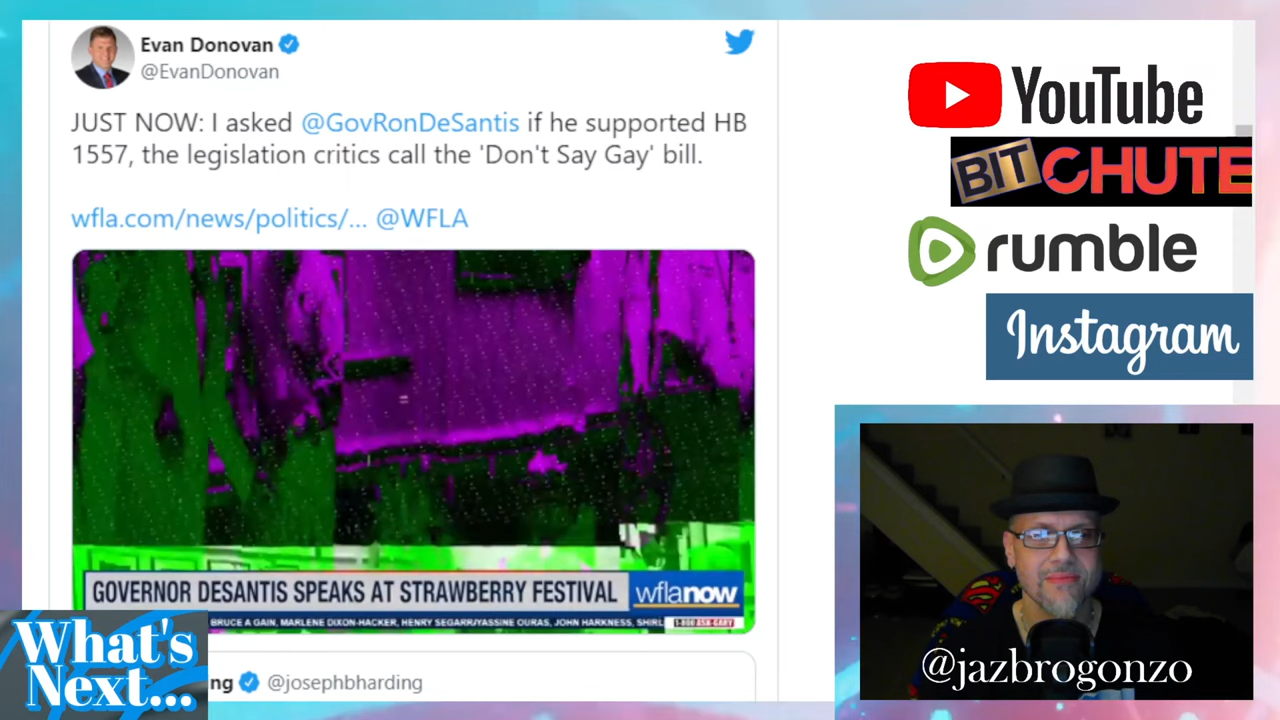 Evan Donovan
@EvanDonovan
JUST NOW: I asked @GovRonDeSantis if he supported HB
1557, the legislation critics call the 'Don't Say Gay' bill.
wfla.com/news/politics/... @WFLA
GOVERNOR DESANTIS SPEAKS AT STRAWBERRY FESTIVAL
wflanow
BRUCE A GAIN, MARLENE DIXON-HACKER, HENRY SEGARR/YASSINE OURAS, JOHN HARKNESS, SHIRL
1-800-ASK-GARY
ng @josephbharding
What's
Next...
YouTube
BITCHUTE
rumble
Instagram
@jazbrogonzo